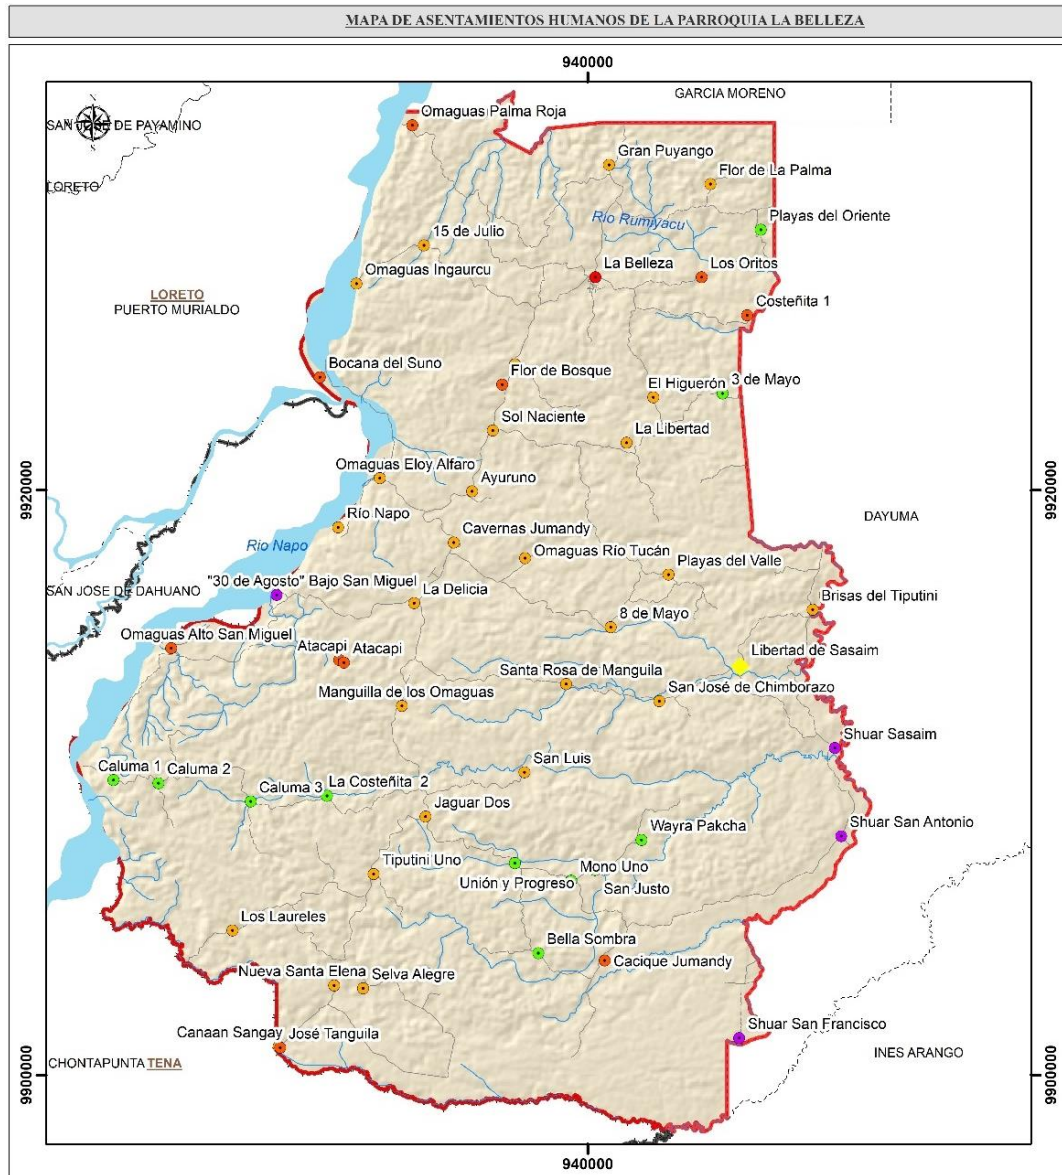 MAPA DE ASENTAMIENTOS HUMANOS DE LA PARROQUIA LA BELLEZA
940000
GARCIA MORENO
N
S
SAN JOSE DE PAYAMINO
Omaguas Palma Roja
Gran Puyango
Flor de La Palma
LORETO
Río Rumiyacu
Playas del Oriente
15 de Julio
La Belleza
Los Oritos
Omaguas Ingaurcu
LORETO
PUERTO MURIALDO
Costeñita 1
Bocana del Suno
Flor de Bosque
El Higuerón
3 de Mayo
Sol Naciente
La Libertad
Omaguas Eloy Alfaro
Ayuruno
9920000
9920000
Río Napo
DAYUMA
Rio Napo
Cavernas Jumandy
Omaguas Río Tucán
Playas del Valle
SAN JOSE DE DAHUANO
"30 de Agosto" Bajo San Miguel
La Delicia
Brisas del Tiputini
8 de Mayo
Omaguas Alto San Miguel
Atacapi
Atacapi
Libertad de Sasaim
Santa Rosa de Manguila
San José de Chimborazo
Manguilla de los Omaguas
Shuar Sasaim
Caluma 1
Caluma 2
San Luis
Caluma 3
La Costeñita 2
Jaguar Dos
Wayra Pakcha
Shuar San Antonio
Tiputini Uno
Mono Uno
Unión y Progreso
San Justo
Los Laureles
Bella Sombra
Cacique Jumandy
Nueva Santa Elena
Selva Alegre
Shuar San Francisco
Canaan Sangay
José Tanguila
CHONTAPUNTA TENA
INES ARANGO
9900000
9900000
940000